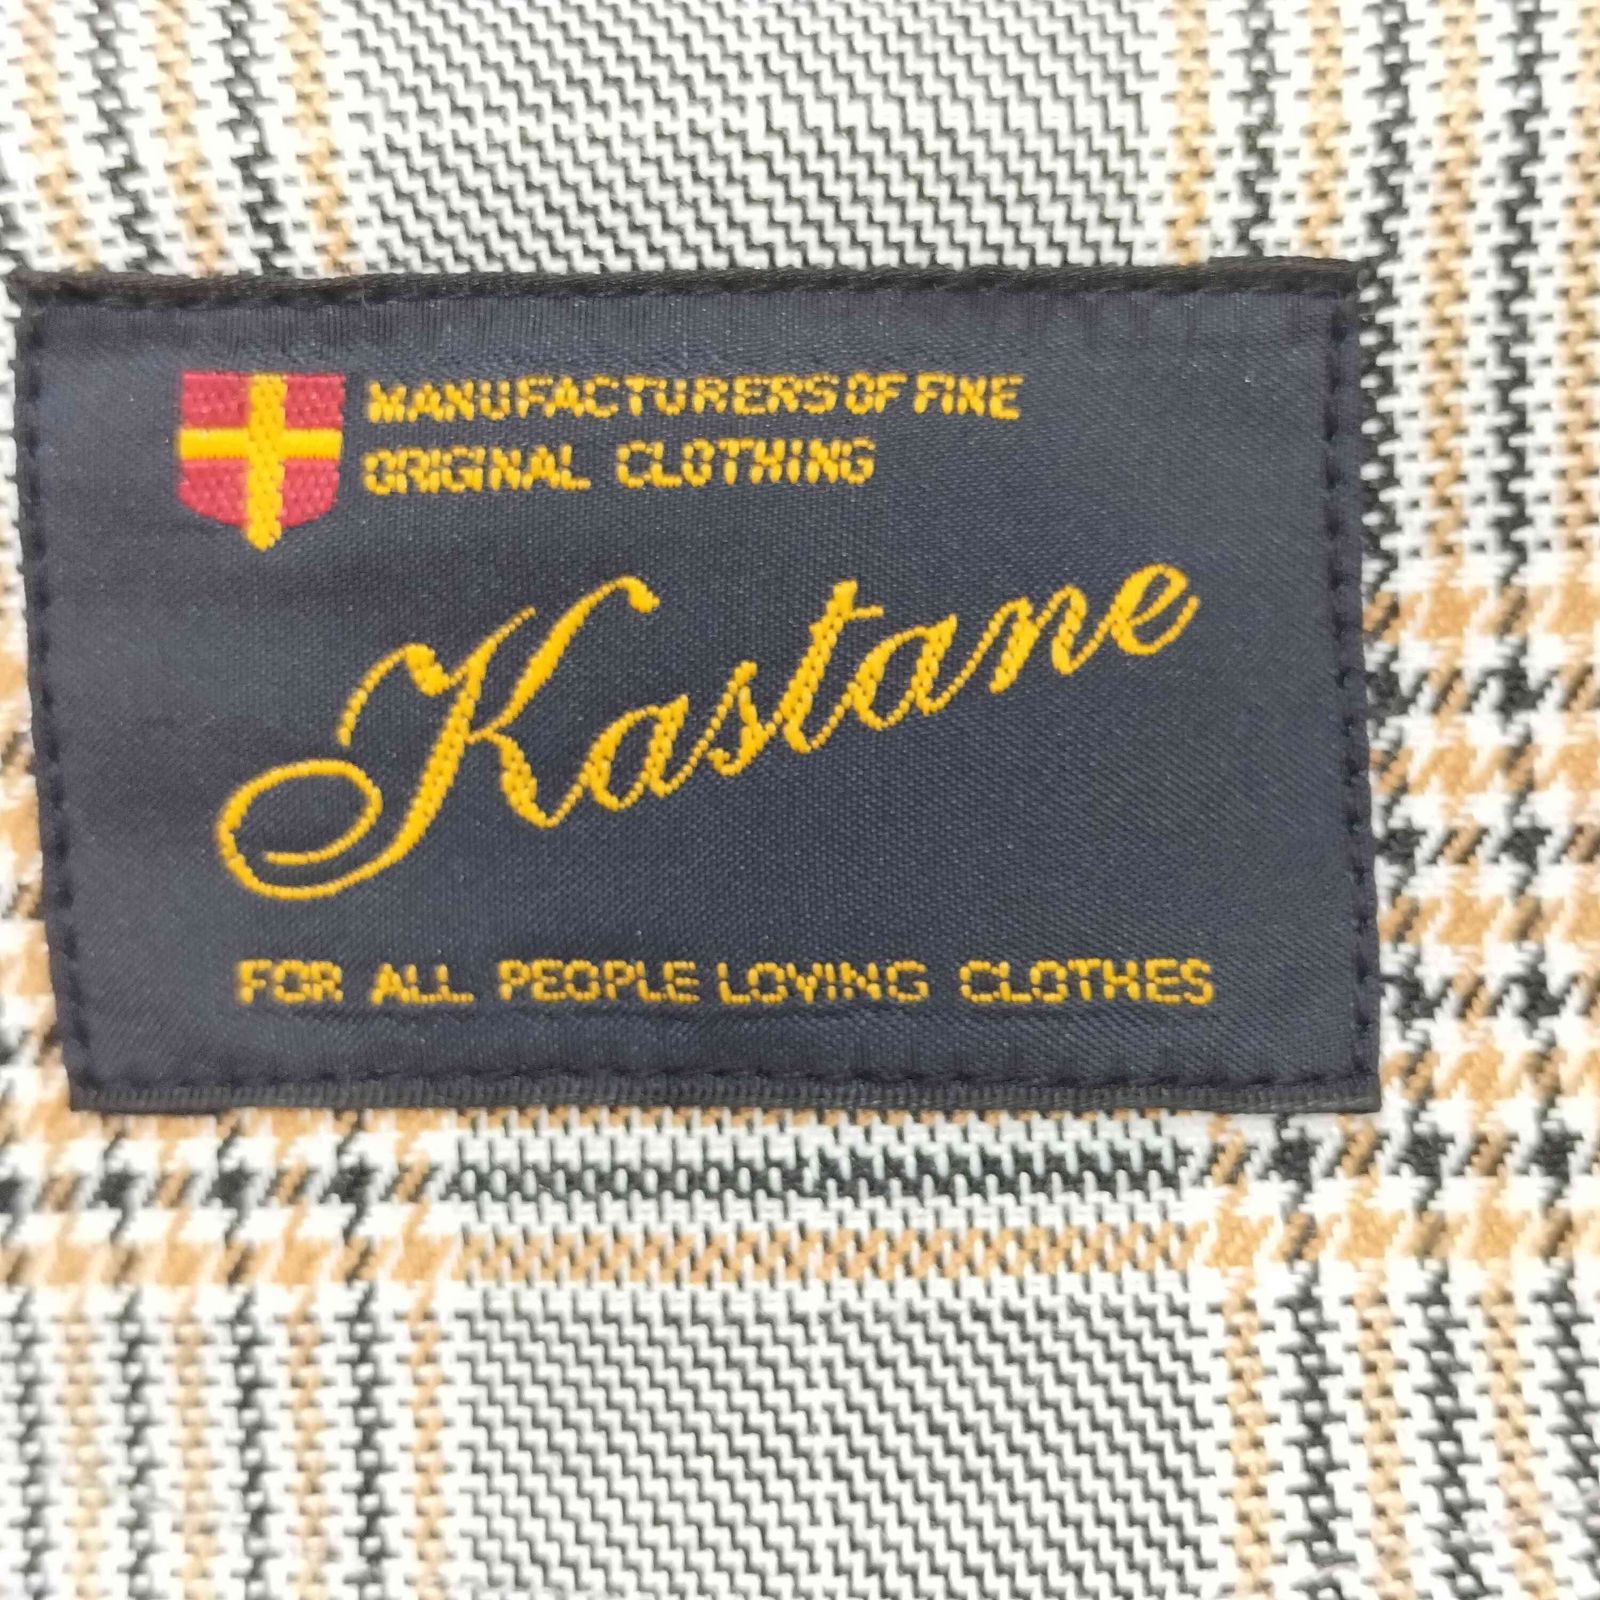 MANUFACTURERS OF FINE
ORIGINAL CLOTHING
Kastane
FOR ALL PEOPLE LOVING CLOTHES